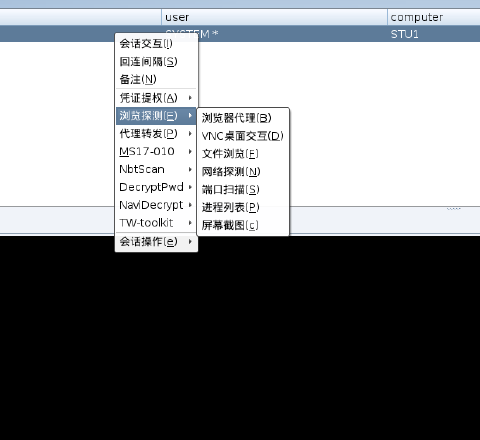 user computer
SYSTEM * STU1
会话交互(I)
回连间隔(S)
备注(N)
凭证提权(A)
浏览探测(E)
代理转发(P)
MS17-010
NbtScan
DecryptPwd
NaviDecrypt
TW-toolkit
会话操作(e)
浏览器代理(B)
VNC桌面交互(D)
文件浏览(F)
网络探测(N)
端口扫描(S)
进程列表(P)
屏幕截图(c)